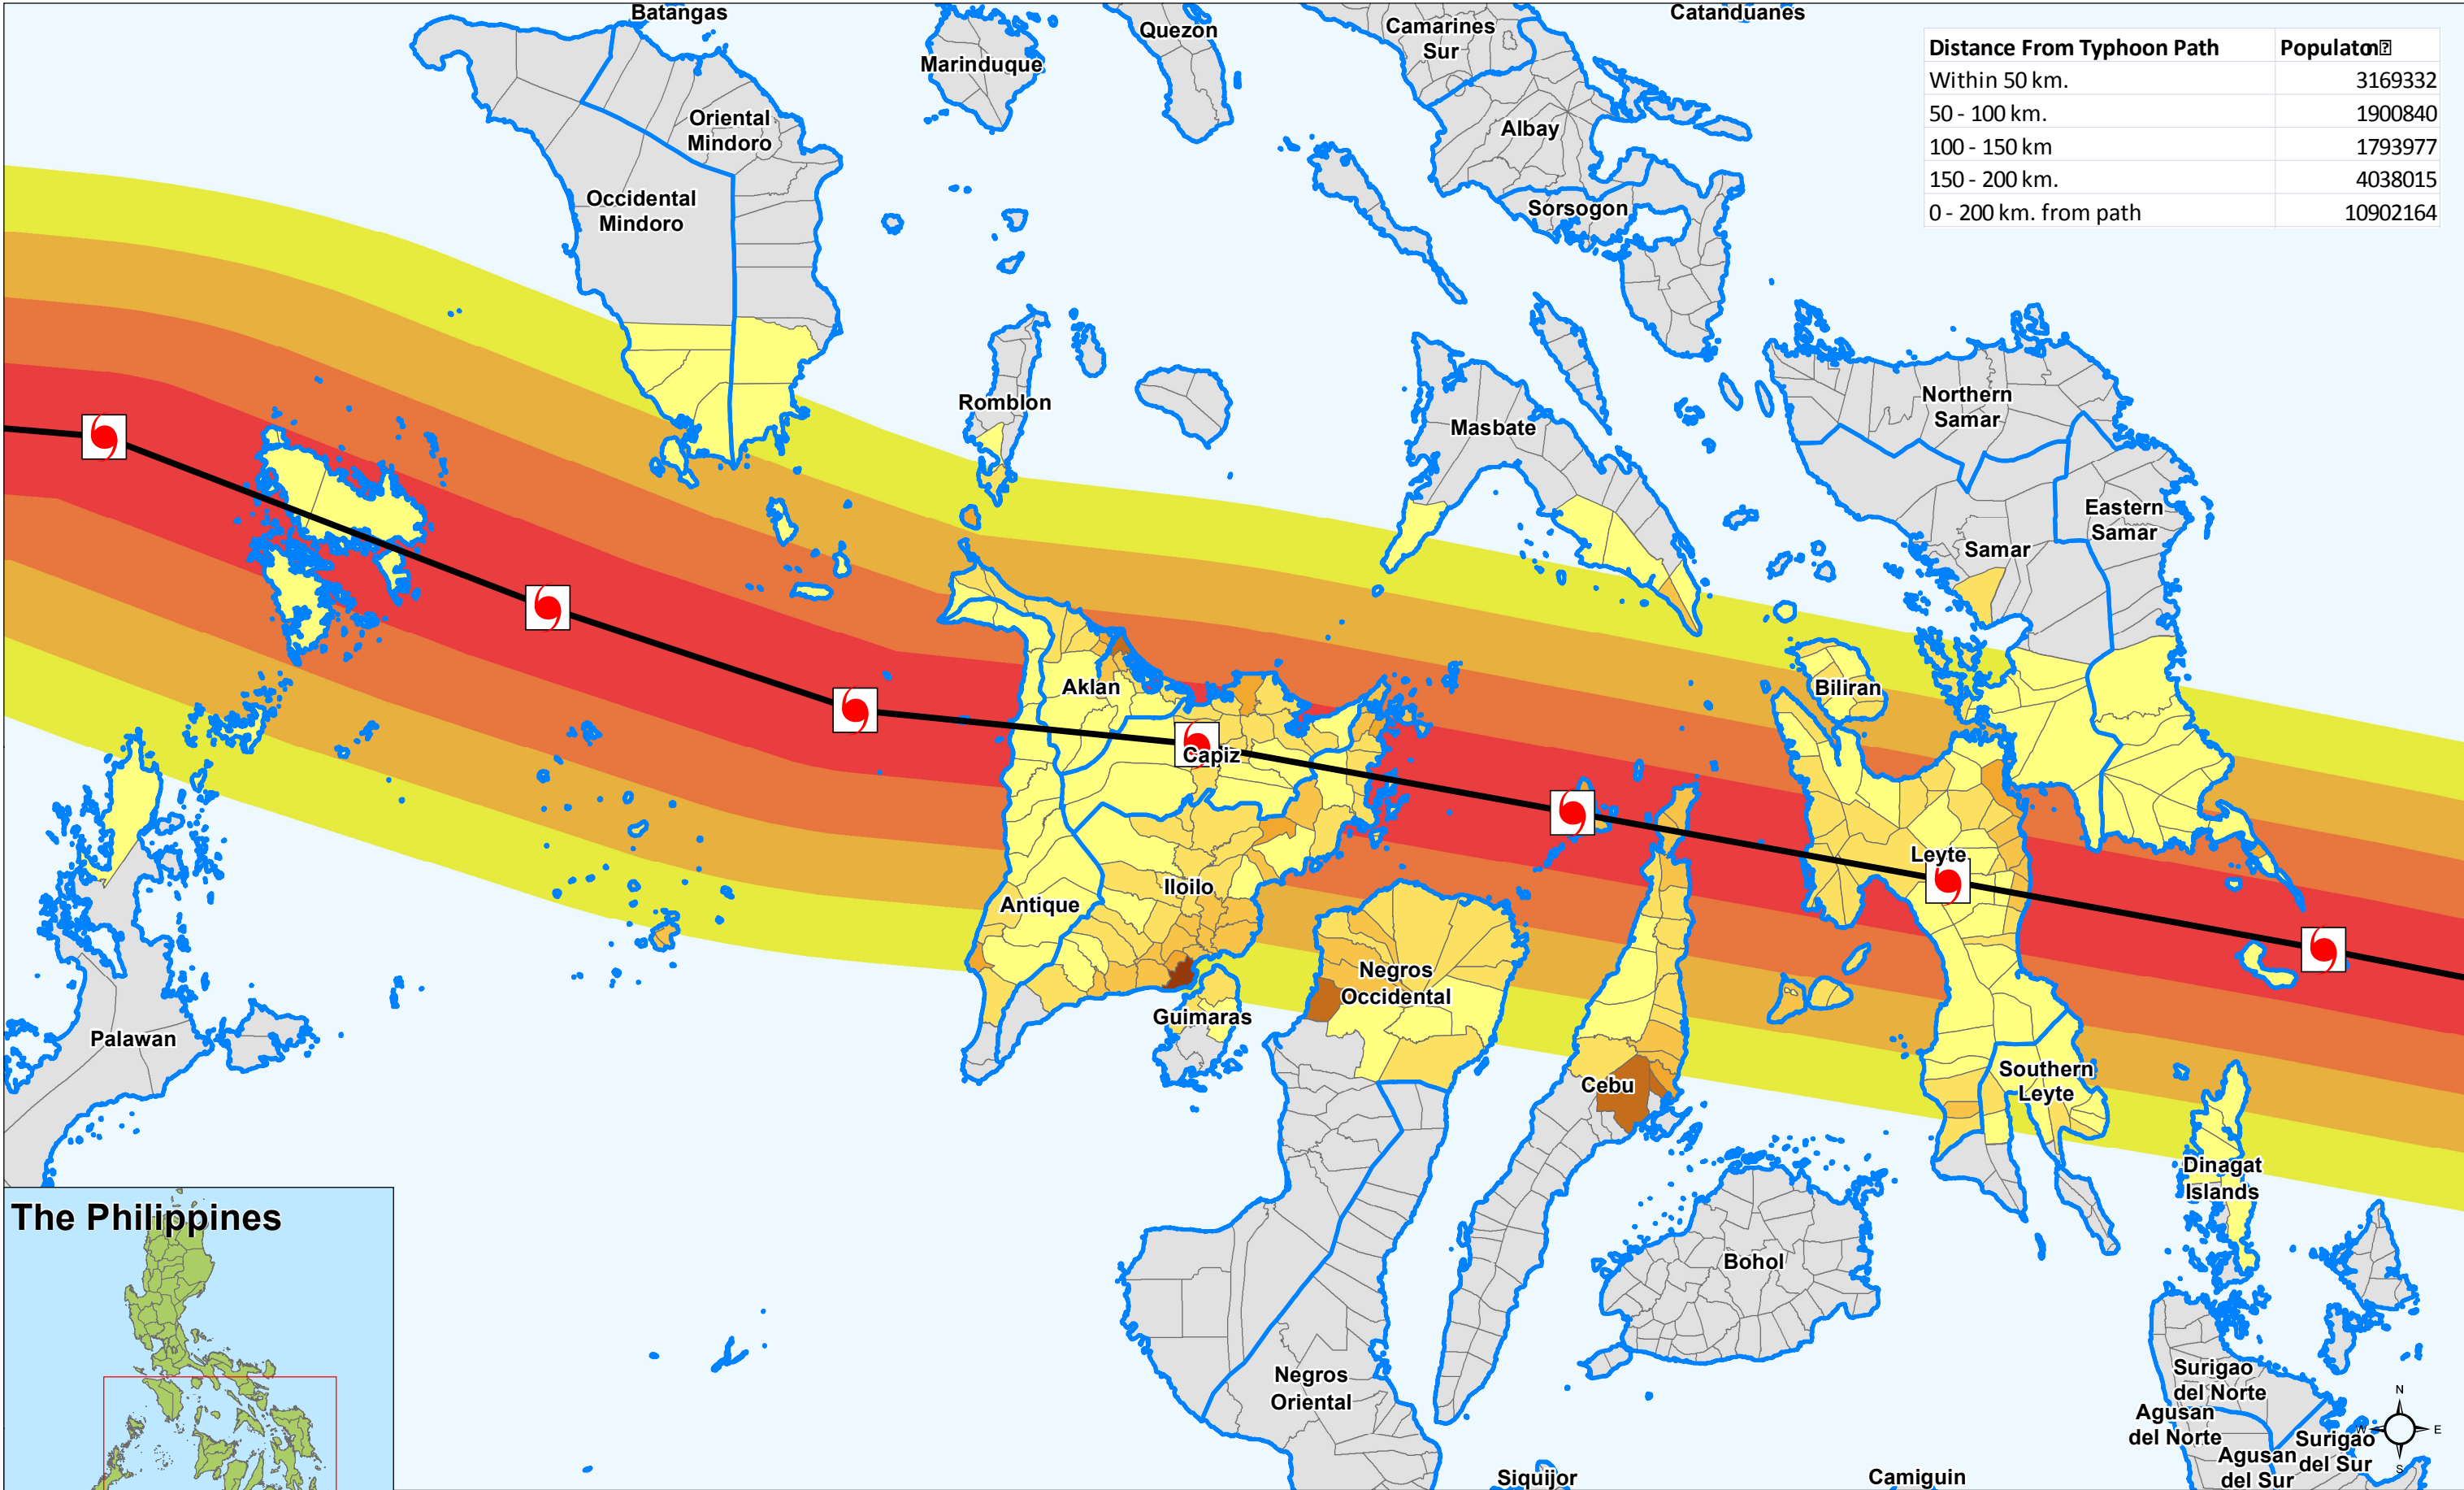 Batangas
Catanduanes
Quezon
Camarines
Sur
Marinduque
Distance From Typhoon Path Populaton
Within 50 km. 3169332
50 - 100 km. 1900840
100 - 150 km 1793977
150 - 200 km. 4038015
0 - 200 km. from path 10902164
Oriental
Mindoro
Albay
Occidental
Mindoro
Sorsogon
Romblon
Masbate
Northern
Samar
Eastern
Samar
Samar
Aklan
Biliran
Capiz
Leyte
Iloilo
Antique
Negros
Occidental
Guimaras
Palawan
Cebu
Southern
Leyte
Dinagat
Islands
The Philippines
Bohol
Negros
Oriental
Surigao
del Norte
Agusan
del Norte
Surigao
del Sur
Agusan
del Sur
N
W E
S
Siquijor
Camiguin